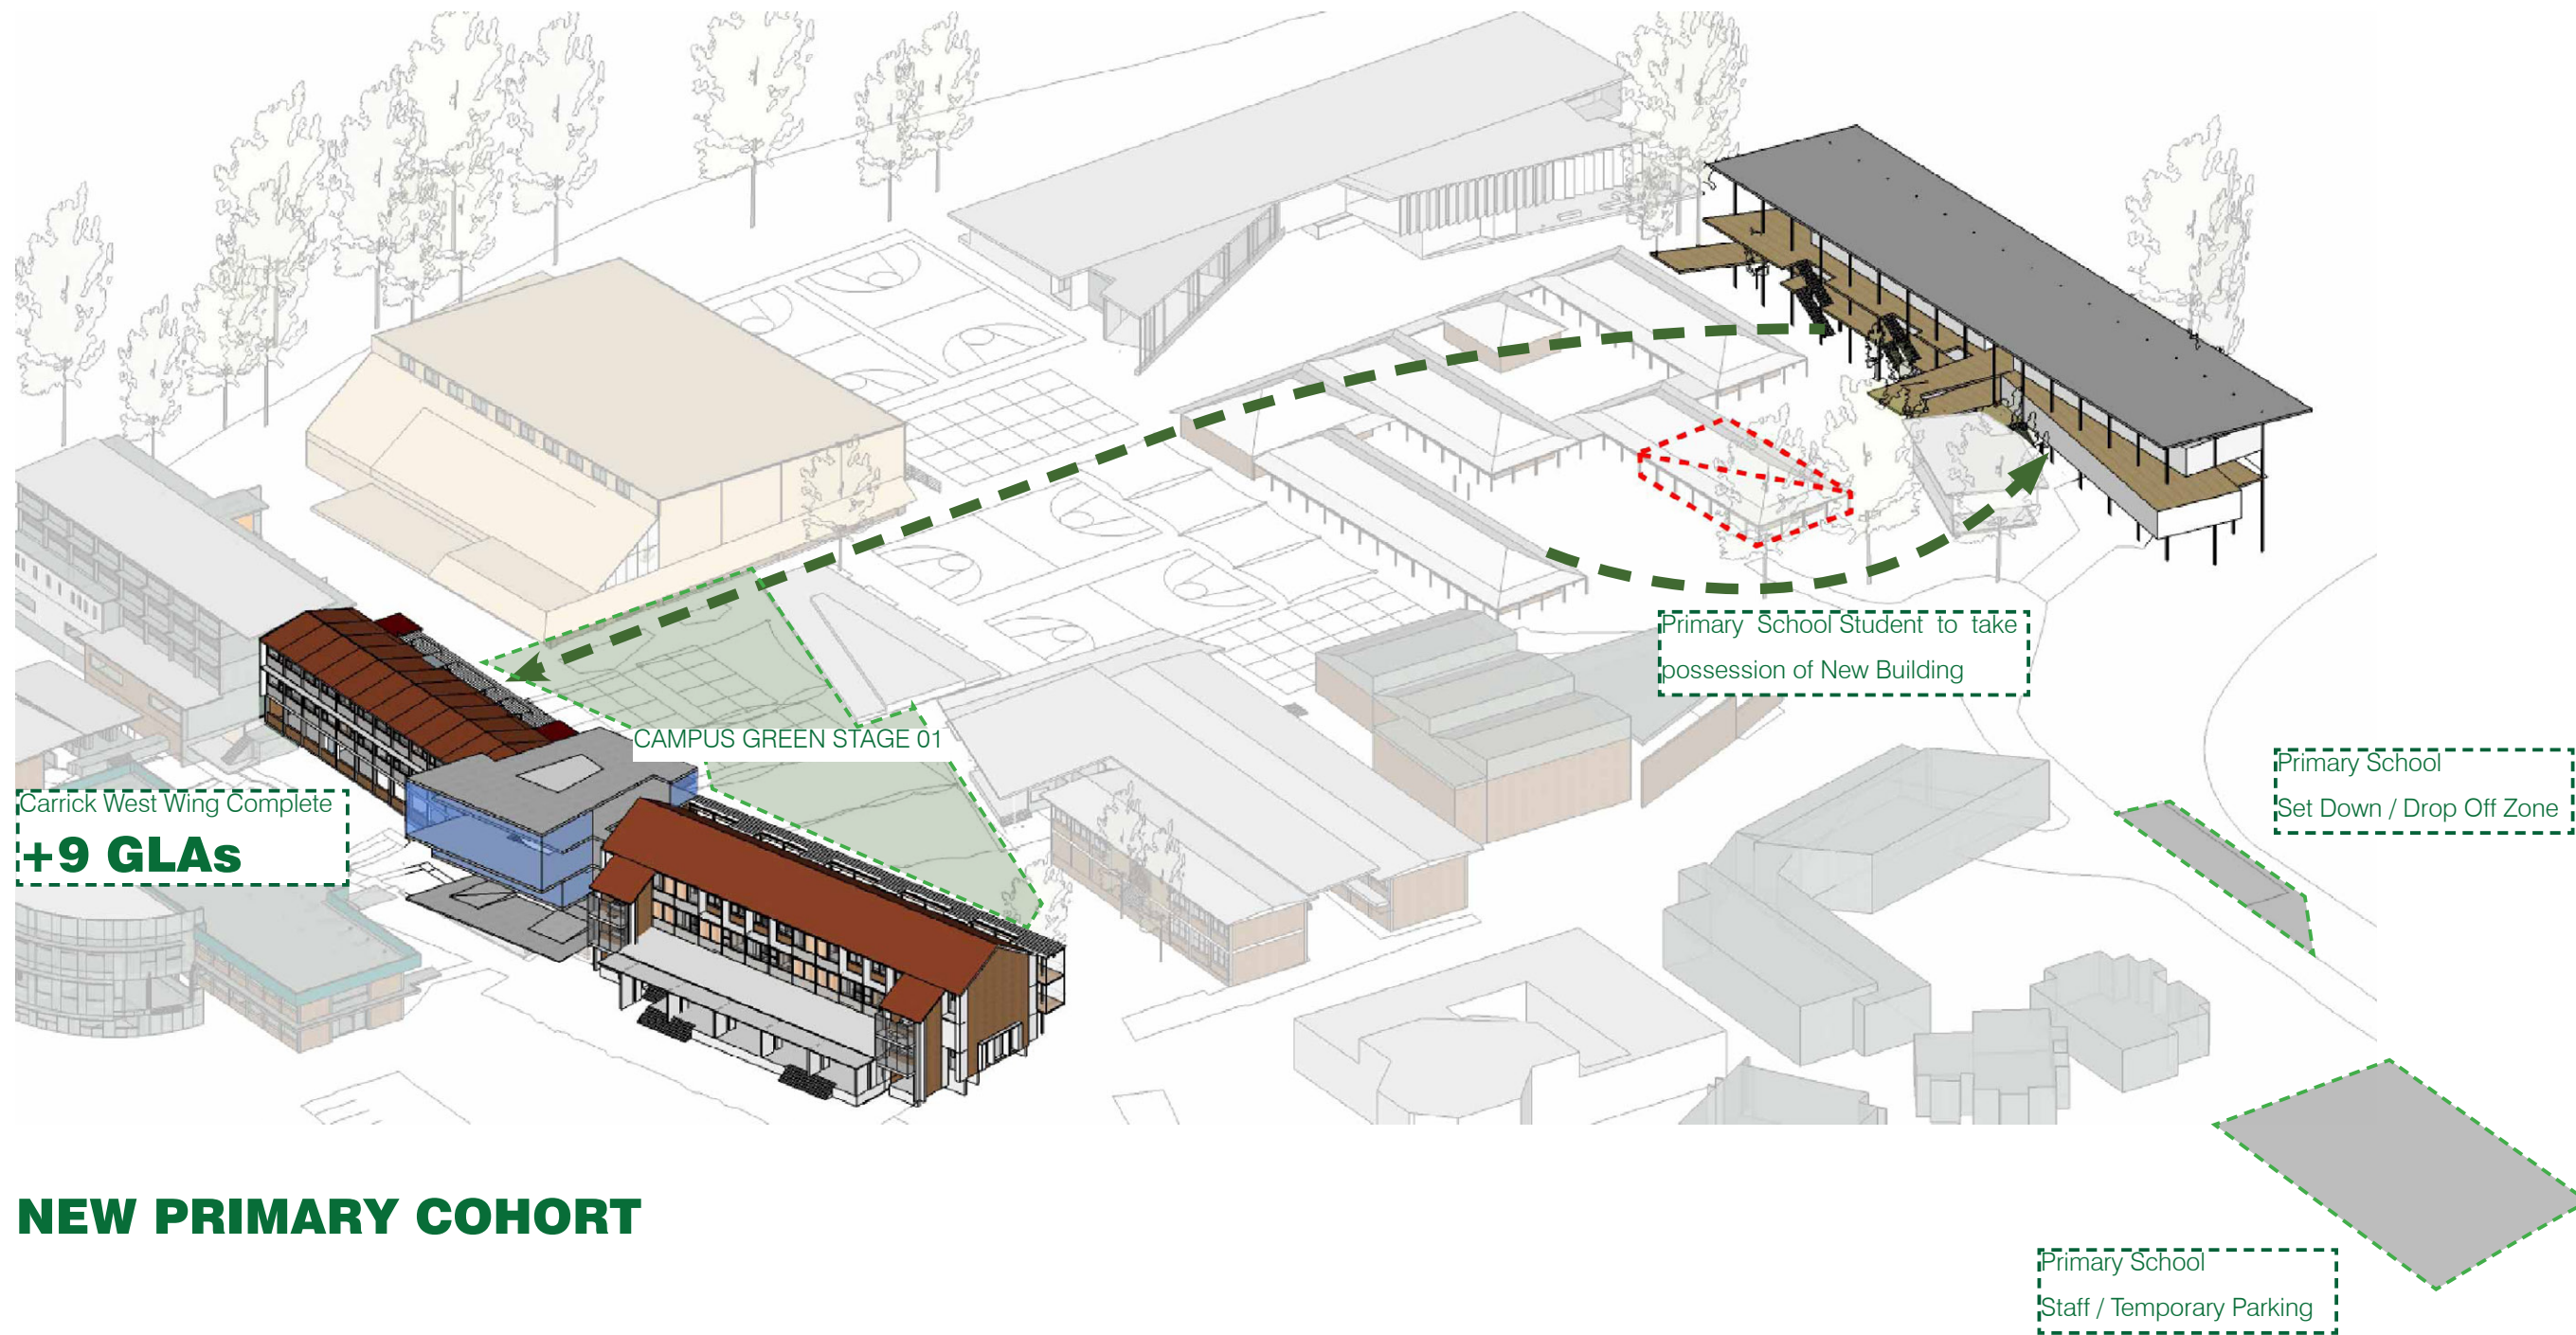 Primary School Student to take
possession of New Building
CAMPUS GREEN STAGE 01
Primary School
Set Down / Drop Off Zone
Carrick West Wing Complete
+9 GLAs
NEW PRIMARY COHORT
Primary School
Staff / Temporary Parking